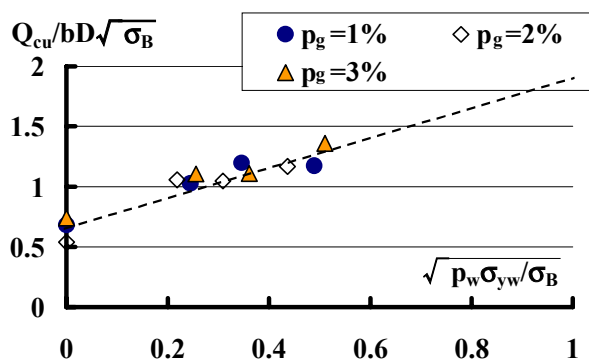 Q_cu/bD√σ_B
p_g=1% p_g=2%
p_g=3%
2
1.5
1
0.5
0
√p_wσ_yw/σ_B
0 0.2 0.4 0.6 0.8 1